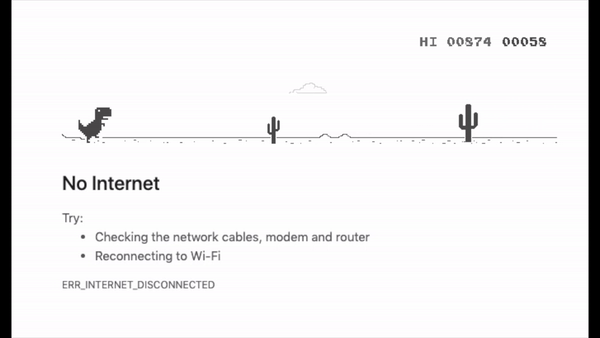 HI 00874 00058
No Internet
Try:
• Checking the network cables, modem and router
• Reconnecting to Wi-Fi
ERR_INTERNET_DISCONNECTED